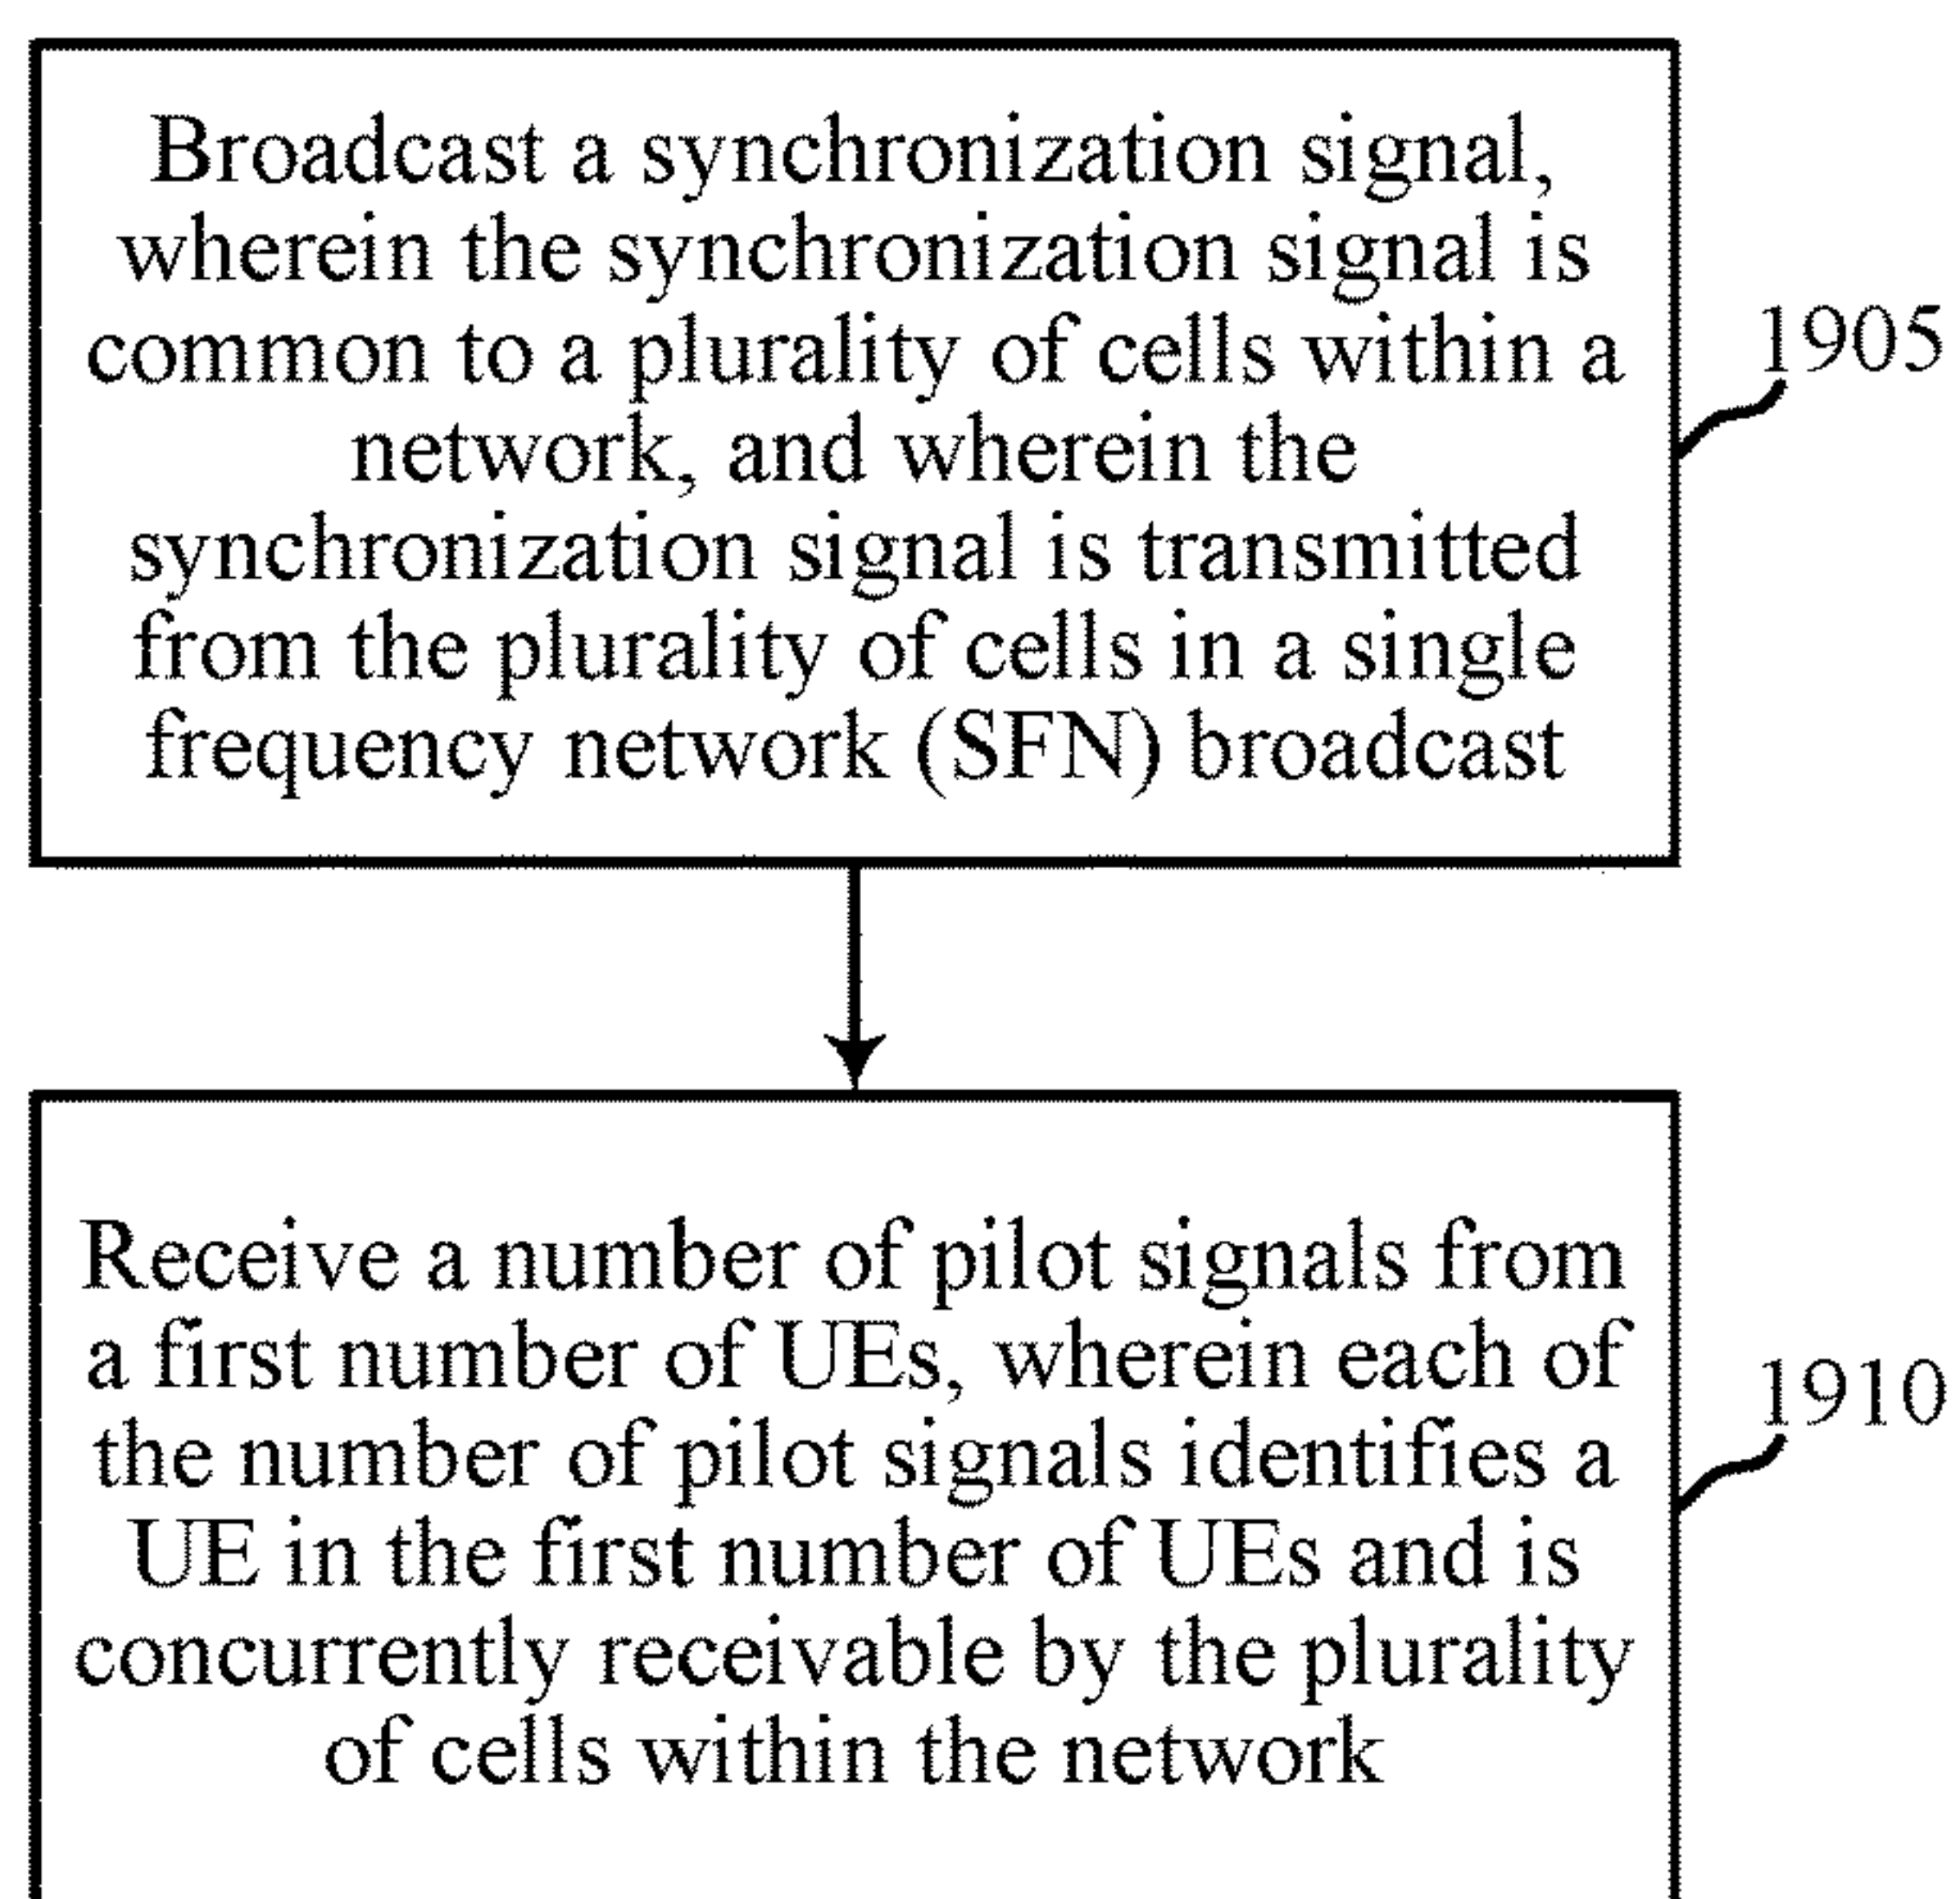 Broadcast a synchronization signal,
wherein the synchronization signal is
common to a plurality of cells within a
network, and wherein the
synchronization signal is transmitted
from the plurality of cells in a single
frequency network (SFN) broadcast
1905
Receive a number of pilot signals from
a first number of UEs, wherein each of
the number of pilot signals identifies a
UE in the first number of UEs and is
concurrently receivable by the plurality
of cells within the network
1910